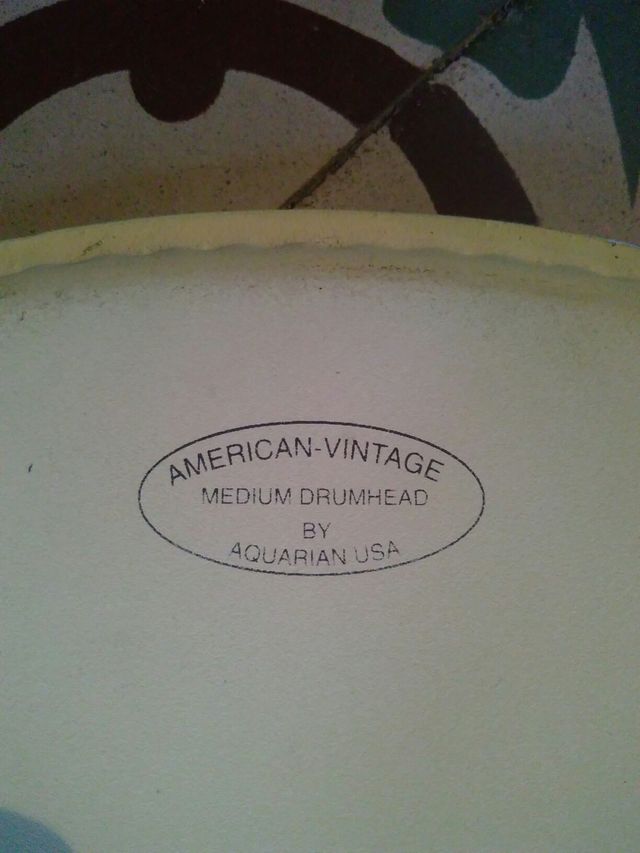 AMERICAN-VINTAGE
MEDIUM DRUMHEAD
BY
AQUARIAN USA